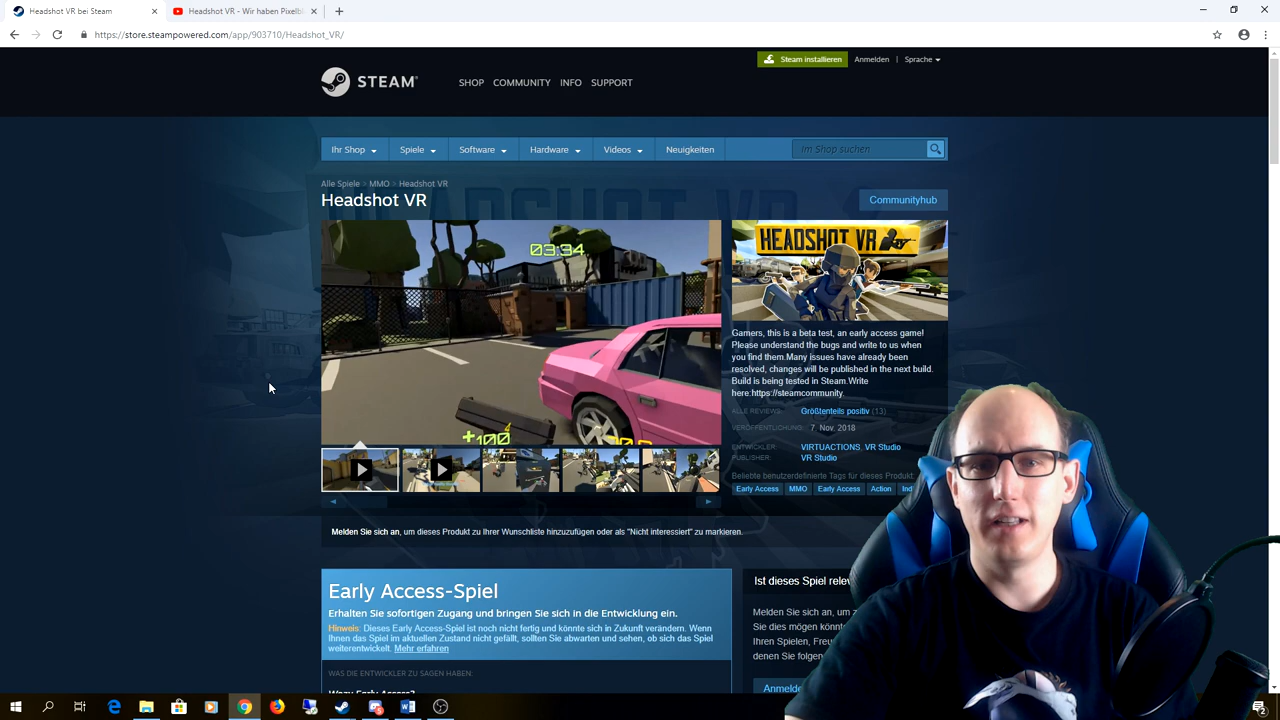 Headshot VR bei Steam
Headshot VR - Wir haben Pixelbl
https://store.steampowered.com/app/903710/Headshot_VR/
Steam installieren
Anmelden
Sprache
STEAM
SHOP
COMMUNITY
INFO
SUPPORT
Ihr Shop
Spiele
Software
Hardware
Videos
Neuigkeiten
Im Shop suchen
Alle Spiele > MMO > Headshot VR
Headshot VR
Communityhub
03:34
+100
HEADSHOT VR
Gamers, this is a beta test, an early access game!
Please understand the bugs and write to us when
you find them.Many issues have already been
resolved, changes will be published in the next build.
Build is being tested in Steam.Write
here:https://steamcommunity.
ALLE REVIEWS: Größtenteils positiv (13)
VERÖFFENTLICHUNG: 7. Nov. 2018
ENTWICKLER: VIRTUACTIONS, VR Studio
PUBLISHER: VR Studio
Beliebte benutzerdefinierte Tags für dieses Produkt:
Early Access
MMO
Early Access
Action
Ind
Melden Sie sich an, um dieses Produkt zu Ihrer Wunschliste hinzuzufügen oder als "Nicht interessiert" zu markieren.
Early Access-Spiel
Erhalten Sie sofortigen Zugang und bringen Sie sich in die Entwicklung ein.
Hinweis: Dieses Early Access-Spiel ist noch nicht fertig und könnte sich in Zukunft verändern. Wenn
Ihnen das Spiel im aktuellen Zustand nicht gefällt, sollten Sie abwarten und sehen, ob sich das Spiel
weiterentwickelt. Mehr erfahren
WAS DIE ENTWICKLER ZU SAGEN HABEN:
Wozu Early Access?
Ist dieses Spiel relev
Melden Sie sich an, um z
Sie dies mögen könnt
Ihren Spielen, Freu
denen Sie folgen
Anmelde
2